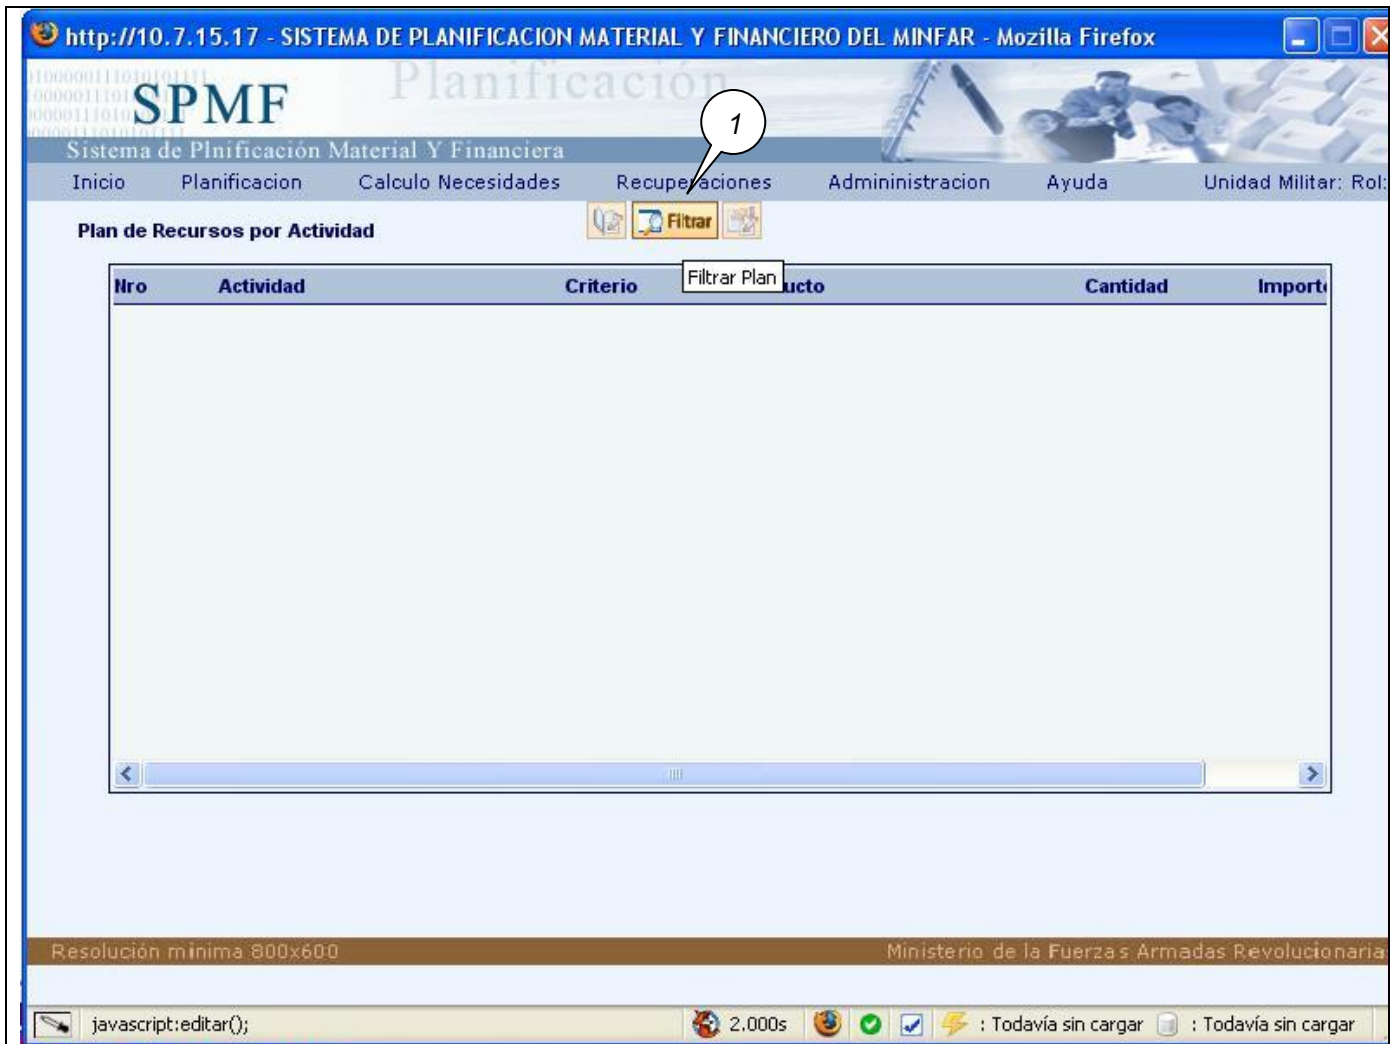 http://10.7.15.17 - SISTEMA DE PLANIFICACION MATERIAL Y FINANCIERO DEL MINFAR - Mozilla Firefox
Planificación
SPMF
1
Sistema de Plnificación Material Y Financiera
Inicio Planificacion Calculo Necesidades Recuperaciones Admininistracion Ayuda Unidad Militar: Rol:
Plan de Recursos por Actividad
Filtrar
Filtrar Plan
Nro Actividad Criterio ucto Cantidad Importe
Resolución mínima 800x600 Ministerio de la Fuerzas Armadas Revolucionaria
javascript:editar(); 2.000s : Todavía sin cargar : Todavía sin cargar